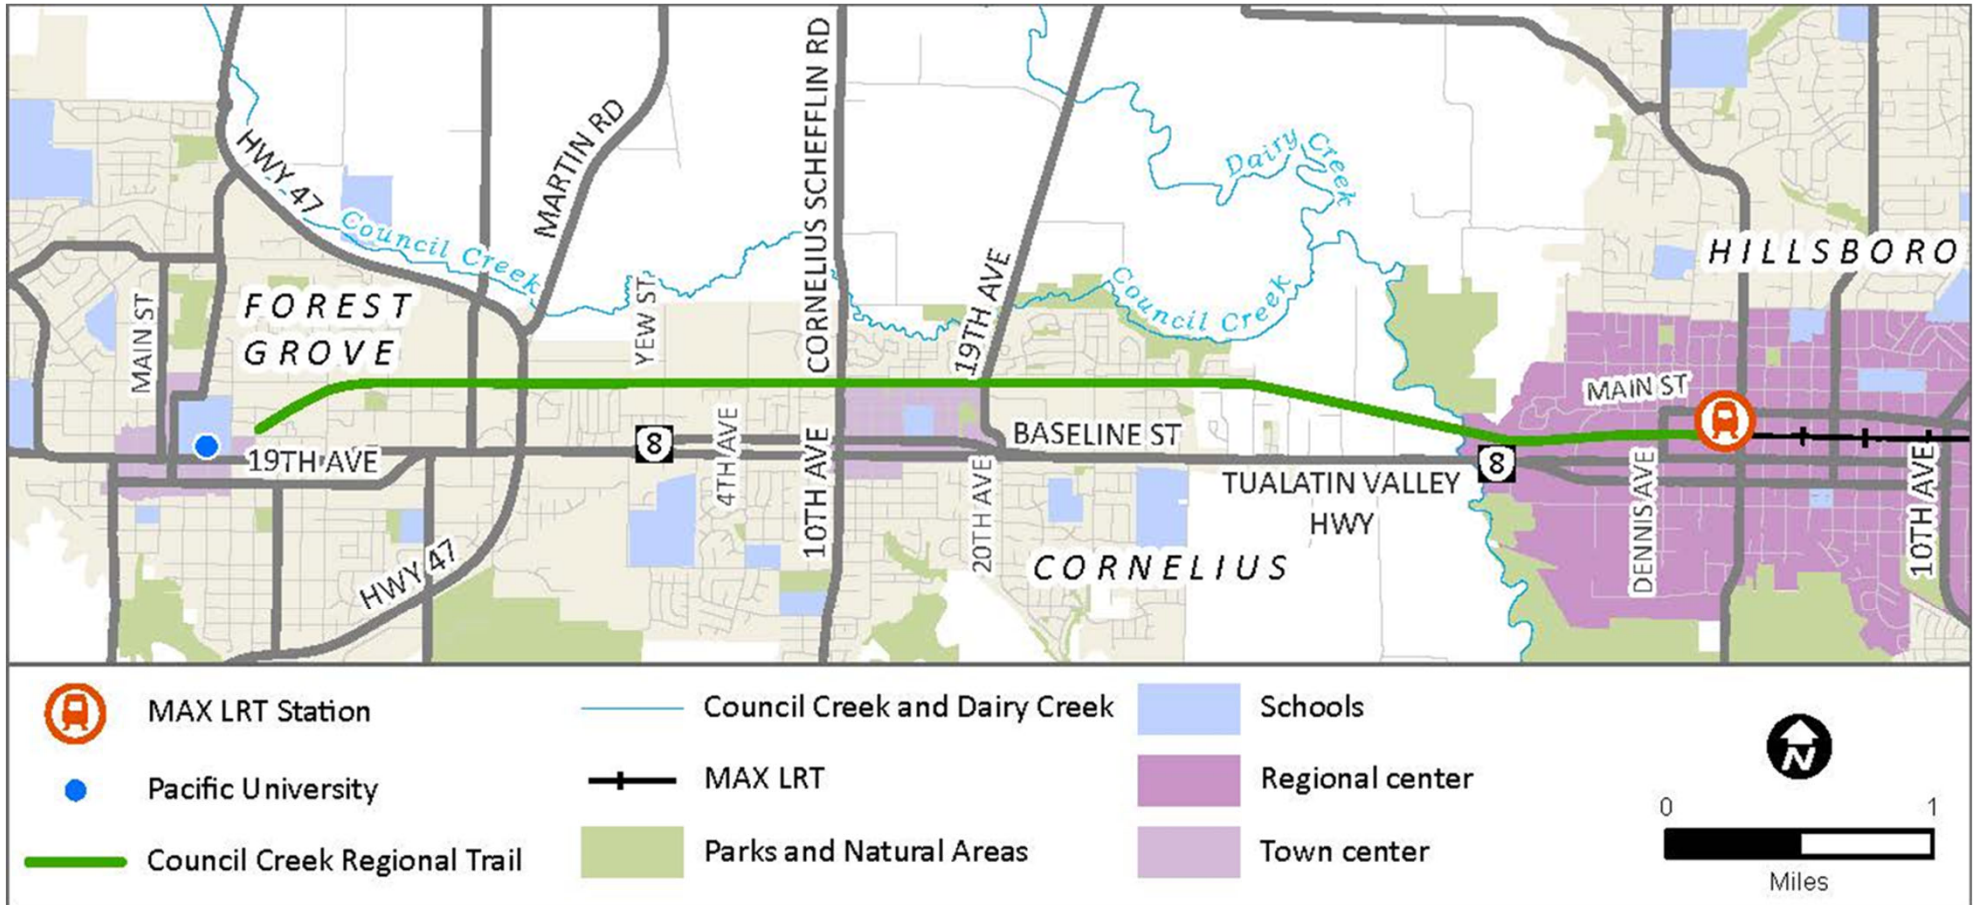 CORNELIUS SCHEFFLIN RD
MARTIN RD
HWY 47
Dairy Creek
Council Creek
HILLSBORO
19TH AVE
Council Creek
YEW ST
MAIN ST
FOREST
GROVE
MAIN ST
4TH AVE
8
BASELINE ST
19TH AVE
10TH AVE
8
TUALATIN VALLEY
HWY
20TH AVE
DENNIS AVE
10TH AVE
CORNELIUS
HWY 47
MAX LRT Station
Council Creek and Dairy Creek
Schools
N
Pacific University
MAX LRT
Regional center
0 1
Council Creek Regional Trail
Parks and Natural Areas
Town center
Miles